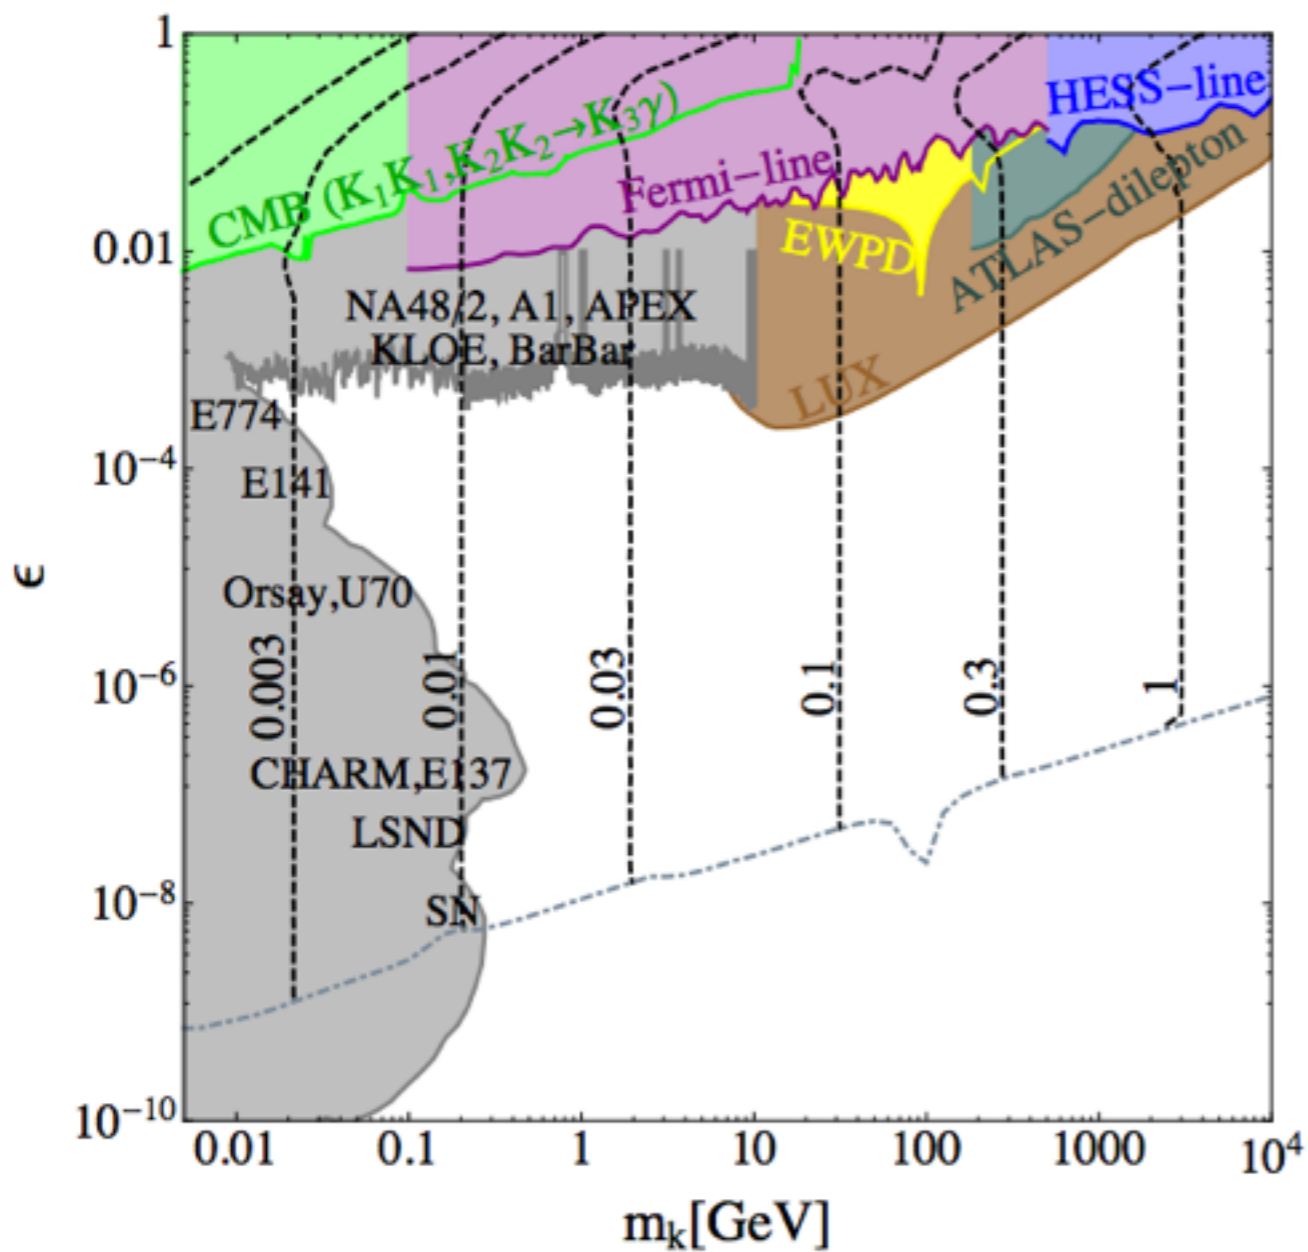 1
0.01
10⁻⁴
10⁻⁶
10⁻⁸
10⁻¹⁰
ϵ
CMB (K₁K₁,K₂K₂→K₃γ)
Fermi−line
HESS−line
EWPD
ATLAS−dilepton
NA48/2, A1, APEX
KLOE, BarBar
LUX
E774
E141
Orsay,U70
0.003
0.01
0.03
0.1
0.3
1
CHARM,E137
LSND
SN
0.01 0.1 1 10 100 1000 10⁴
mₖ[GeV]